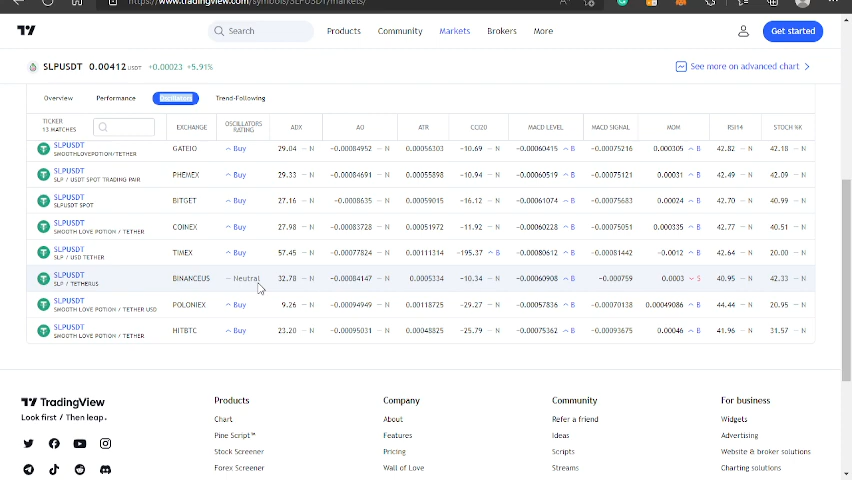 https://www.tradingview.com/symbols/SLPUSDT/markets/
Search
Products
Community
Markets
Brokers
More
Get started
SLPUSDT 0.00412 USDT +0.00023 +5.91%
See more on advanced chart
Overview
Performance
Oscillators
Trend-Following
TICKER
13 MATCHES
EXCHANGE
OSCILLATORS
RATING
ADX
AO
ATR
CCI20
MACD LEVEL
MACD SIGNAL
MOM
RSI14
STOCH %K
SLPUSDT
SMOOTHLOVEPOTION/TETHER
GATEIO Buy 29.04 — N −0.00084952 — N 0.00056303 −10.69 — N −0.00060415 B −0.00075216 0.000305 B 42.82 — N 42.18 — N
SLPUSDT
SLP / USDT SPOT TRADING PAIR
PHEMEX Buy 29.33 — N −0.00084691 — N 0.00055898 −10.94 — N −0.00060519 B −0.00075121 0.00031 B 42.49 — N 42.09 — N
SLPUSDT
SLPUSDT SPOT
BITGET Buy 27.16 — N −0.0008635 — N 0.00059015 −16.12 — N −0.00061074 B −0.00075683 0.00024 B 42.70 — N 40.99 — N
SLPUSDT
SMOOTH LOVE POTION / TETHER
COINEX Buy 27.98 — N −0.00083728 — N 0.00051972 −11.92 — N −0.00060228 B −0.00075051 0.000335 B 42.77 — N 40.51 — N
SLPUSDT
SLP / USD TETHER
TIMEX Buy 57.45 — N −0.00077824 — N 0.00111314 −195.37 B −0.00080612 B −0.00081442 −0.0012 B 42.64 — N 20.00 — N
SLPUSDT
SLP / TETHERUS
BINANCEUS — Neutral 32.78 — N −0.00084147 — N 0.0005334 −10.34 — N −0.00060908 B −0.000759 0.0003 S 40.95 — N 42.33 — N
SLPUSDT
SMOOTH LOVE POTION / TETHER USD
POLONIEX Buy 9.26 — N −0.00094949 — N 0.00118725 −29.27 — N −0.00057836 B −0.00070138 0.00049086 B 44.44 — N 20.95 — N
SLPUSDT
SMOOTH LOVE POTION / TETHER
HITBTC Buy 23.20 — N −0.00095031 — N 0.00048825 −25.79 — N −0.00075362 B −0.00093675 0.00046 B 41.96 — N 31.57 — N
TradingView
Look first / Then leap.
Products
Chart
Pine Script™
Stock Screener
Forex Screener
Company
About
Features
Pricing
Wall of Love
Community
Refer a friend
Ideas
Scripts
Streams
For business
Widgets
Advertising
Website & broker solutions
Charting solutions